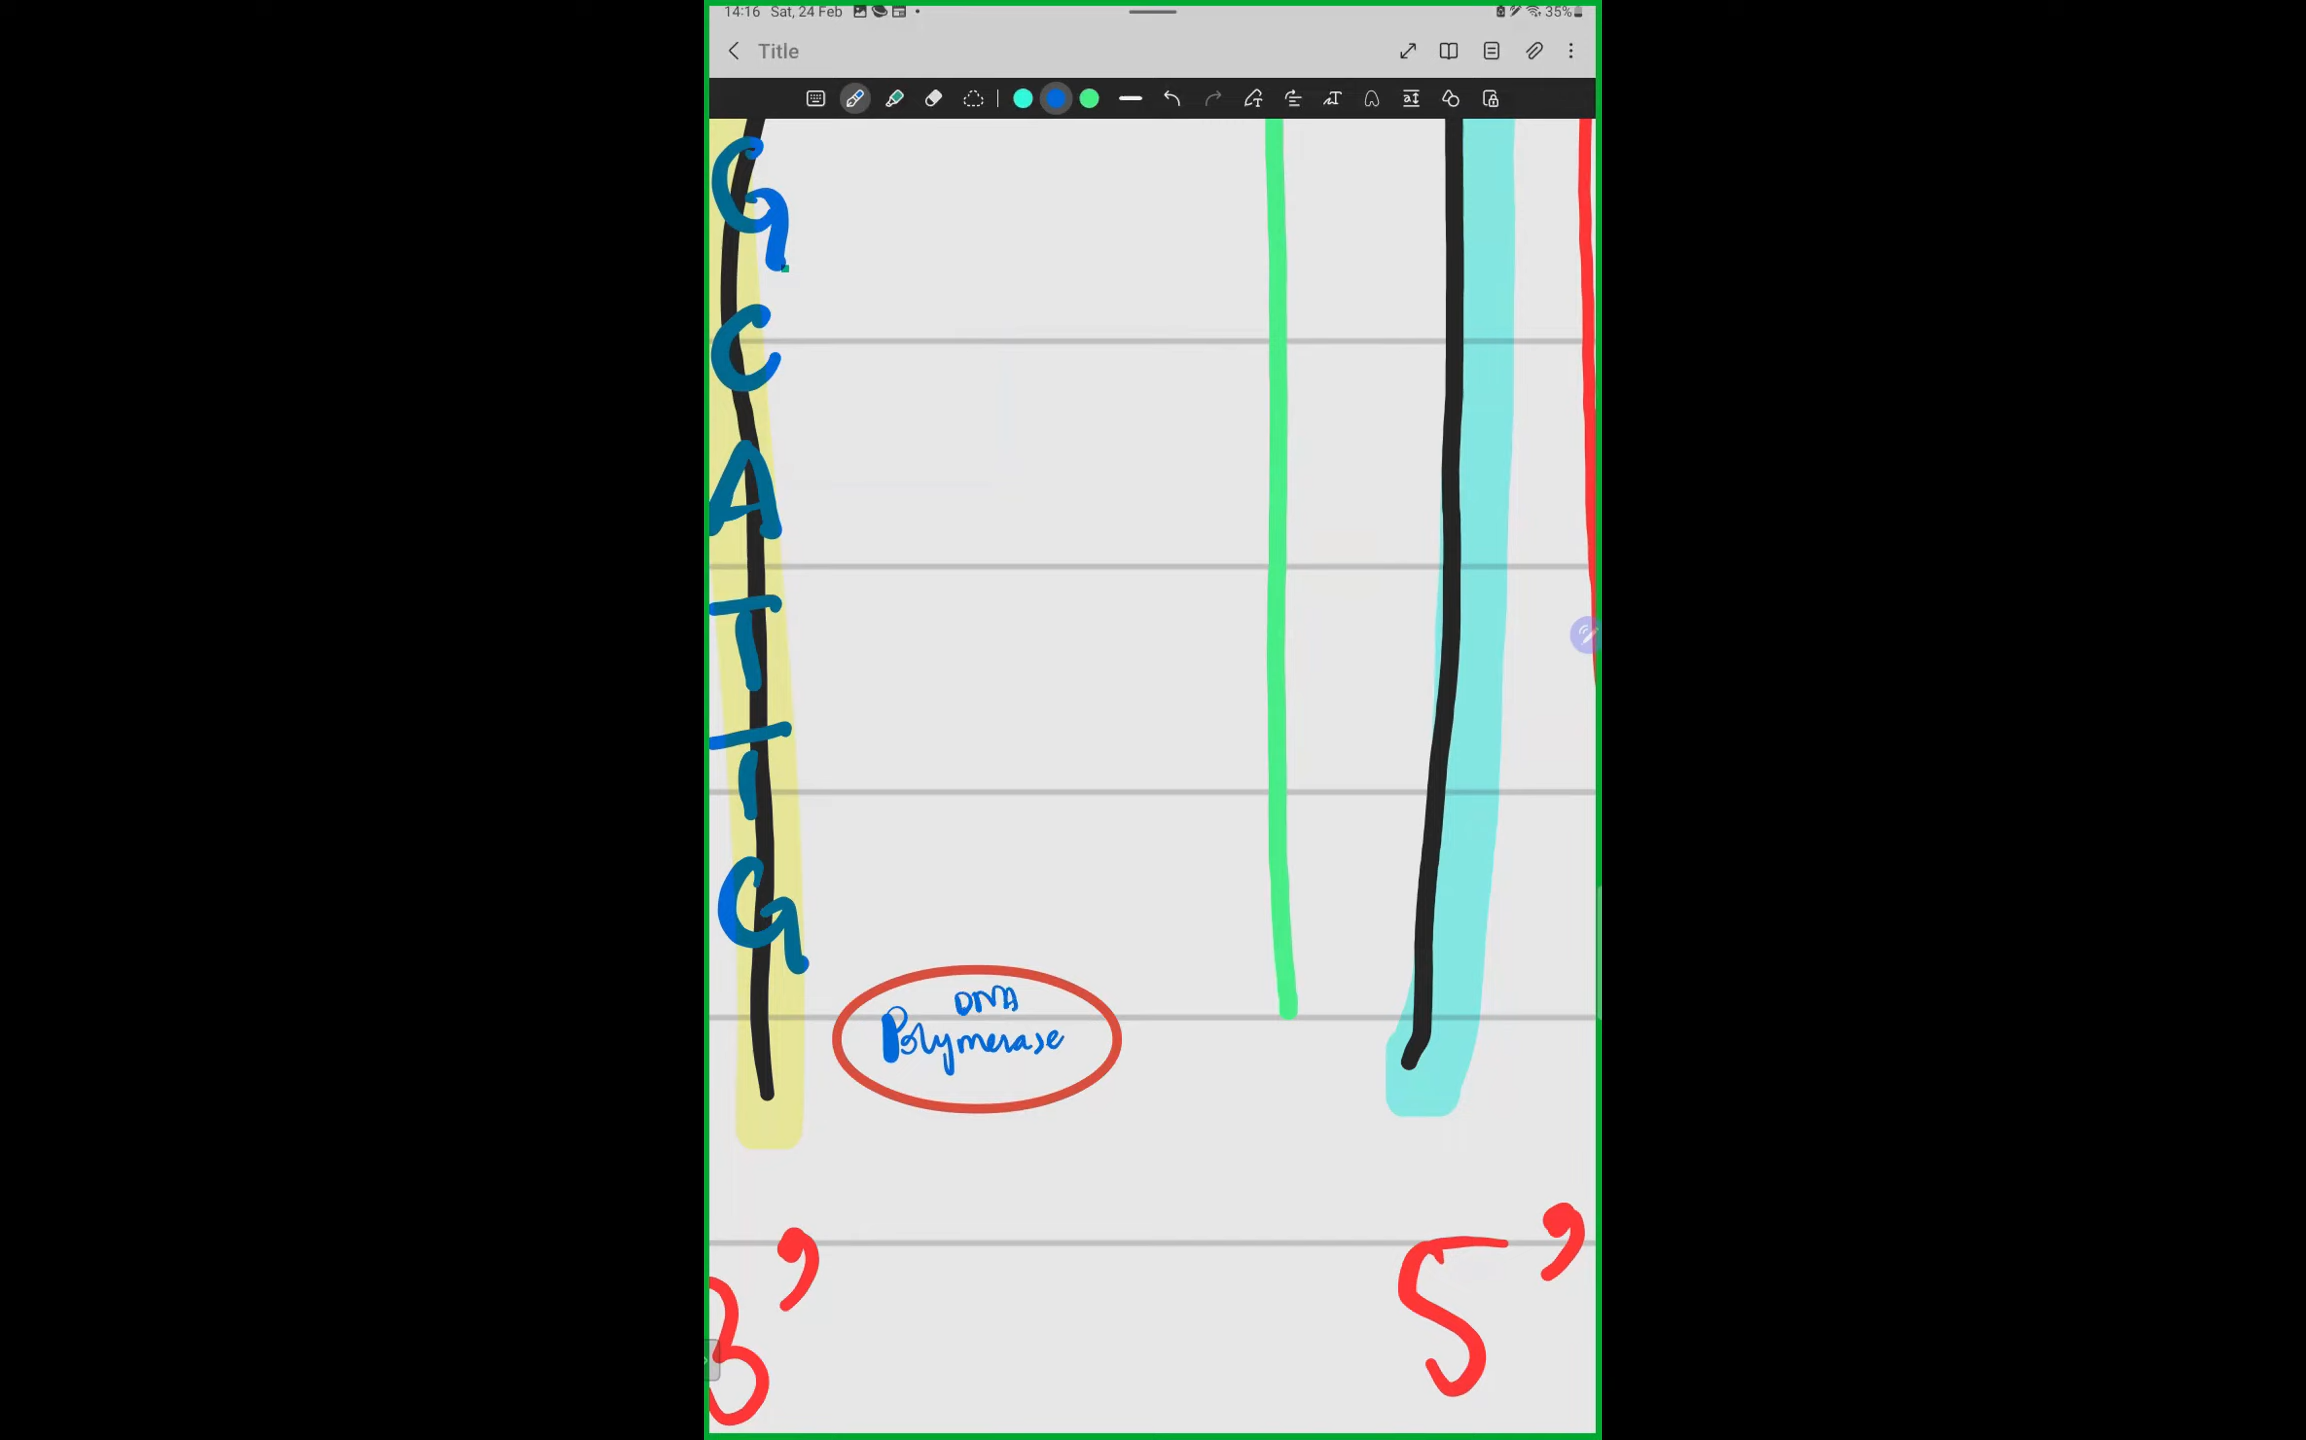 14:16 Sat, 24 Feb
35%
Title
G
C
A
T
T
G
DNA
Polymerase
3’
5’